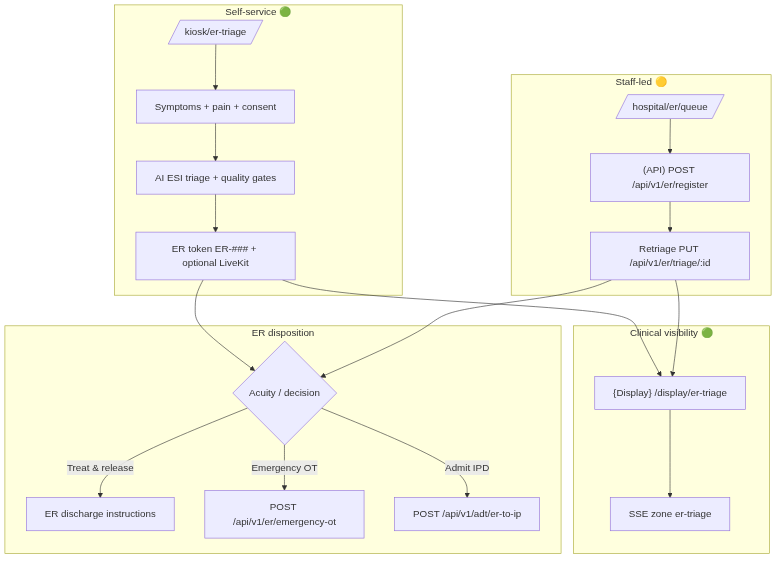 Self-service 🟢
kiosk/er-triage
Symptoms + pain + consent
AI ESI triage + quality gates
ER token ER-### +
optional LiveKit
Staff-led 🟡
hospital/er/queue
(API) POST
/api/v1/er/register
Retriage PUT
/api/v1/er/triage/:id
ER disposition
Acuity / decision
Treat & release
Emergency OT
Admit IPD
ER discharge instructions
POST
/api/v1/er/emergency-ot
POST /api/v1/adt/er-to-ip
Clinical visibility 🟢
{Display} /display/er-triage
SSE zone er-triage